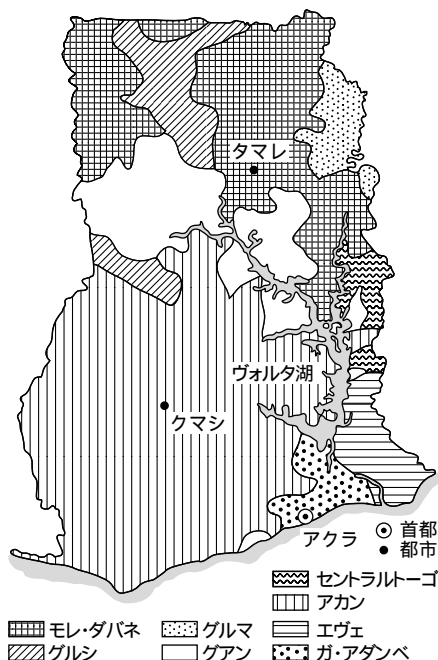 タマレ
ヴォルタ湖
クマシ
アクラ
首都
都市
セントラルトーゴ
アカン
モレ・ダバネ
グルマ
エヴェ
グルシ
グアン
ガ・アダンベ